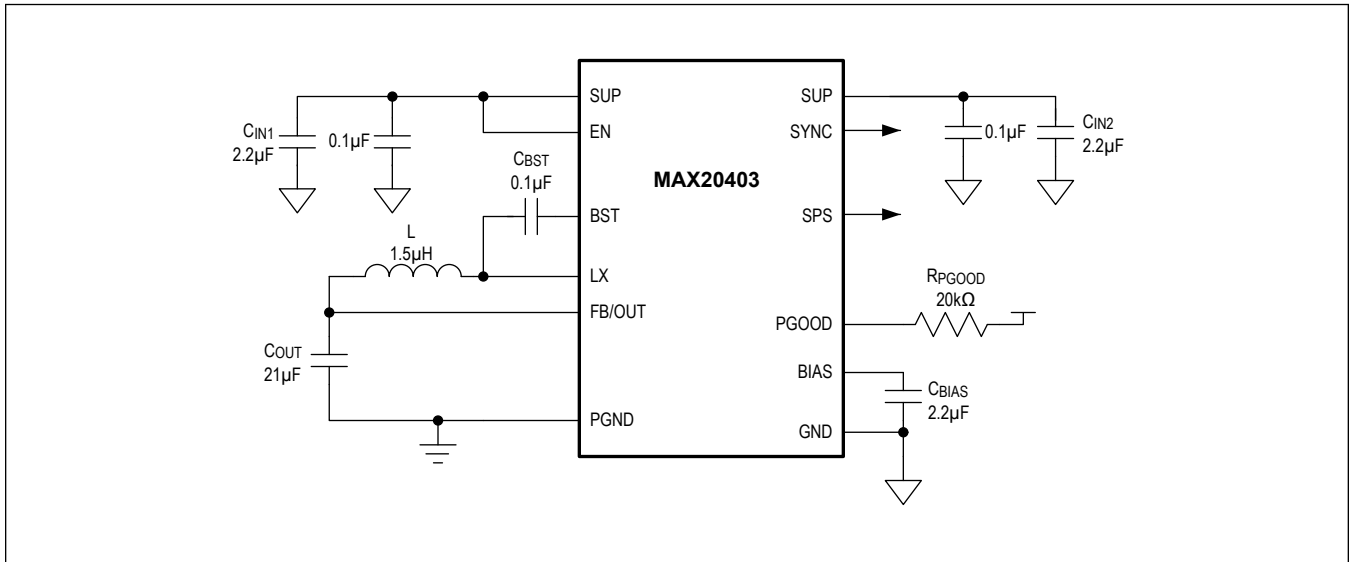 SUP
EN
CIN1
2.2µF
0.1µF
CBST
0.1µF
BST
L
1.5µH
LX
FB/OUT
COUT
21µF
PGND
MAX20403
SUP
SYNC
0.1µF
CIN2
2.2µF
SPS
RPGOOD
20kΩ
PGOOD
BIAS
CBIAS
2.2µF
GND